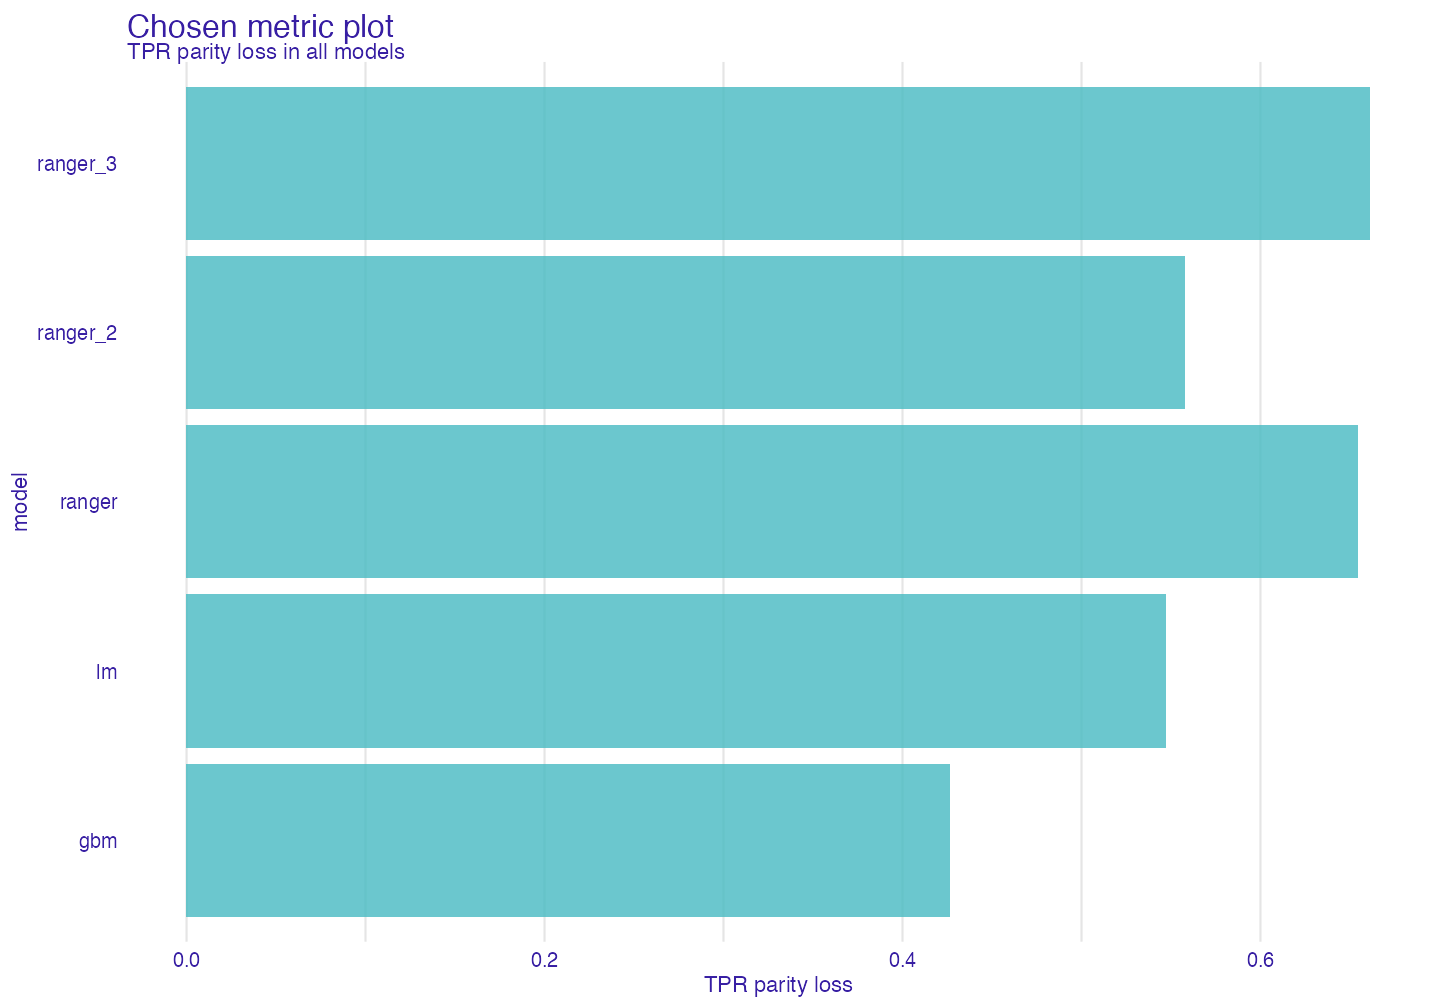 Chosen metric plot
TPR parity loss in all models
ranger_3
ranger_2
ranger
lm
gbm
model
0.0
0.2
0.4
0.6
TPR parity loss